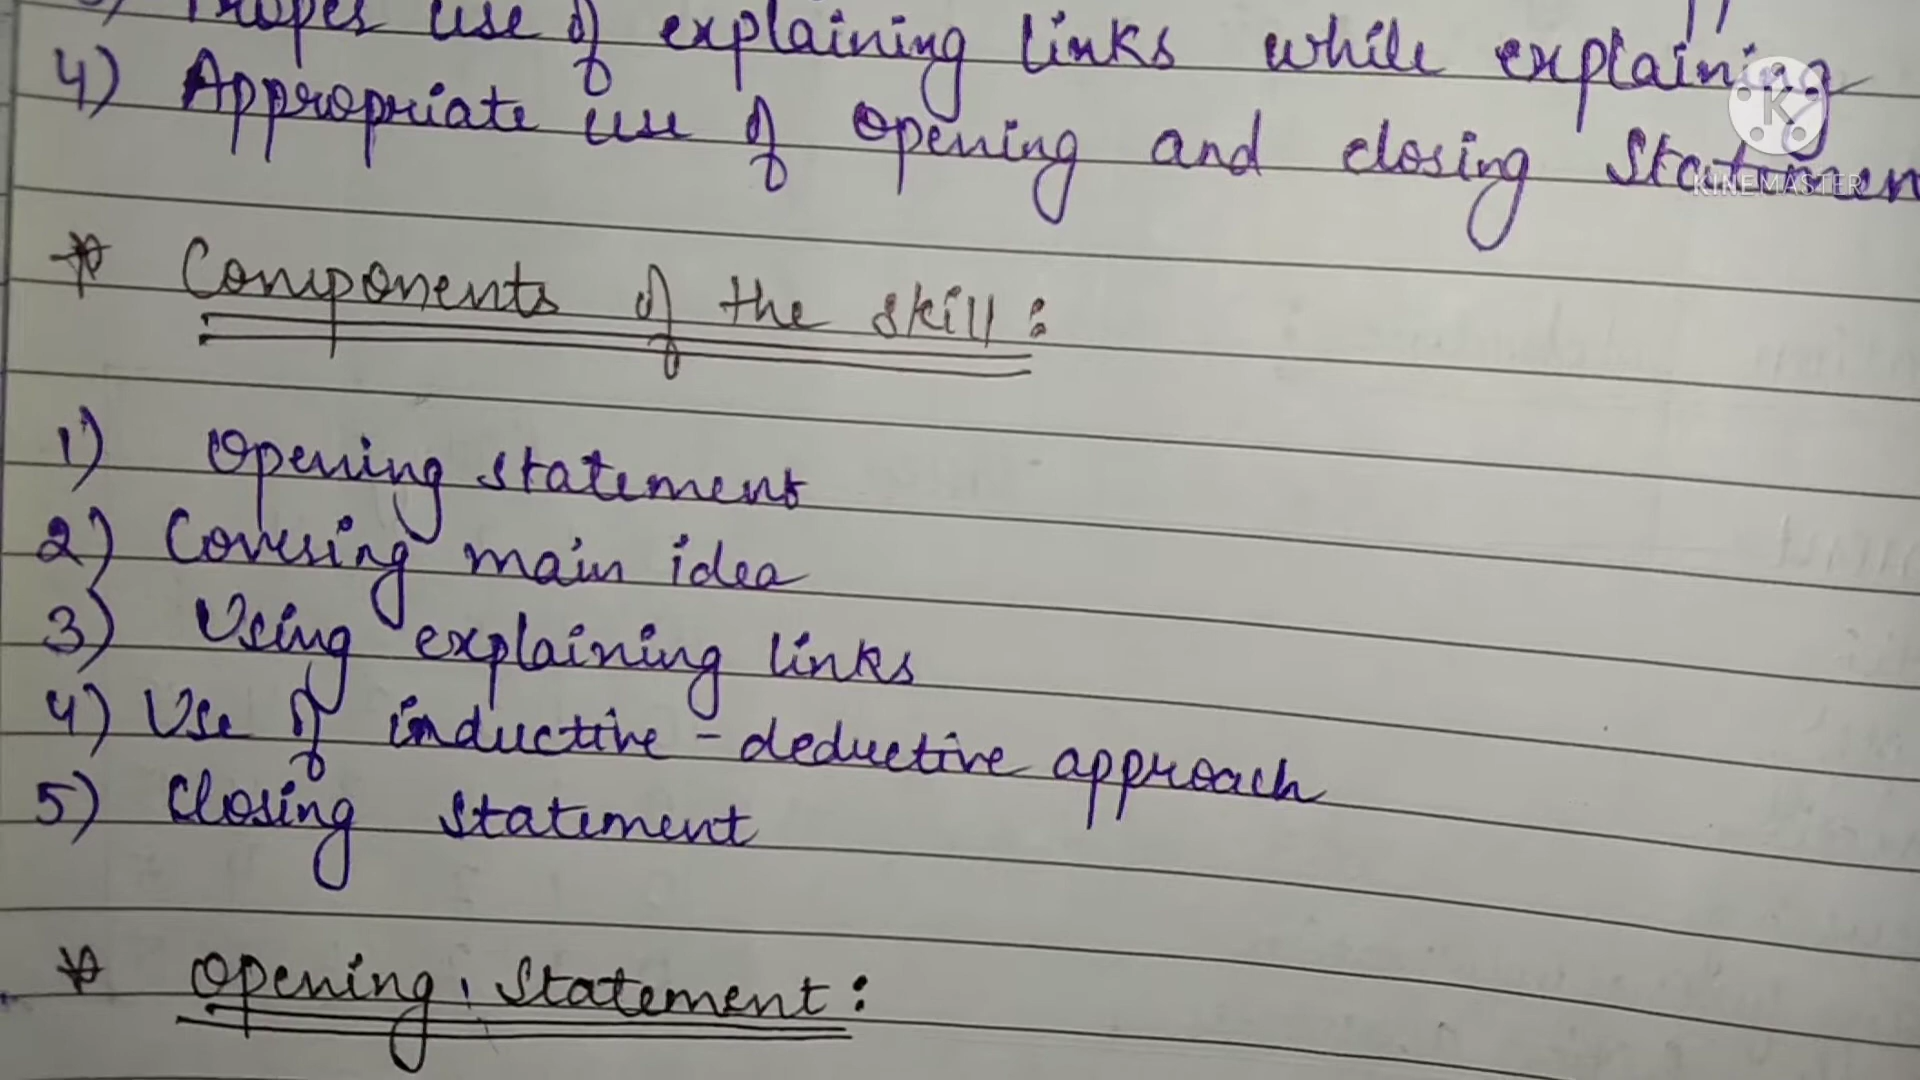 Proper use of explaining links while explaining
4) Appropriate use of opening and closing Statemen
* Components of the skill:
1) Opening statement
2) Covering main idea
3) Using explaining links
4) Use of inductive-deductive approach
5) Closing statement
* Opening Statement:
K
KINEMASTER